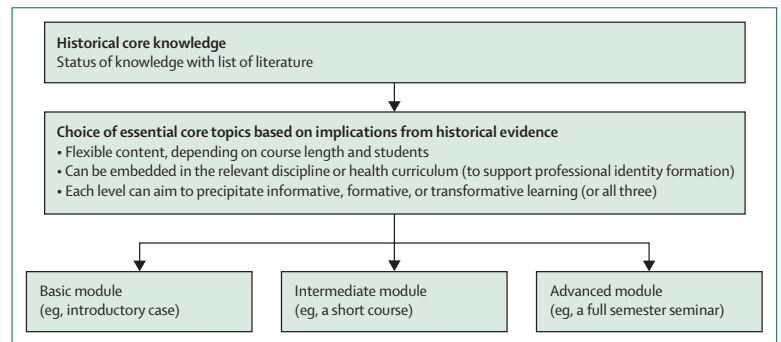 Historical core knowledge
Status of knowledge with list of literature
Choice of essential core topics based on implications from historical evidence
• Flexible content, depending on course length and students
• Can be embedded in the relevant discipline or health curriculum (to support professional identity formation)
• Each level can aim to precipitate informative, formative, or transformative learning (or all three)
Basic module
(eg, introductory case)
Intermediate module
(eg, a short course)
Advanced module
(eg, a full semester seminar)